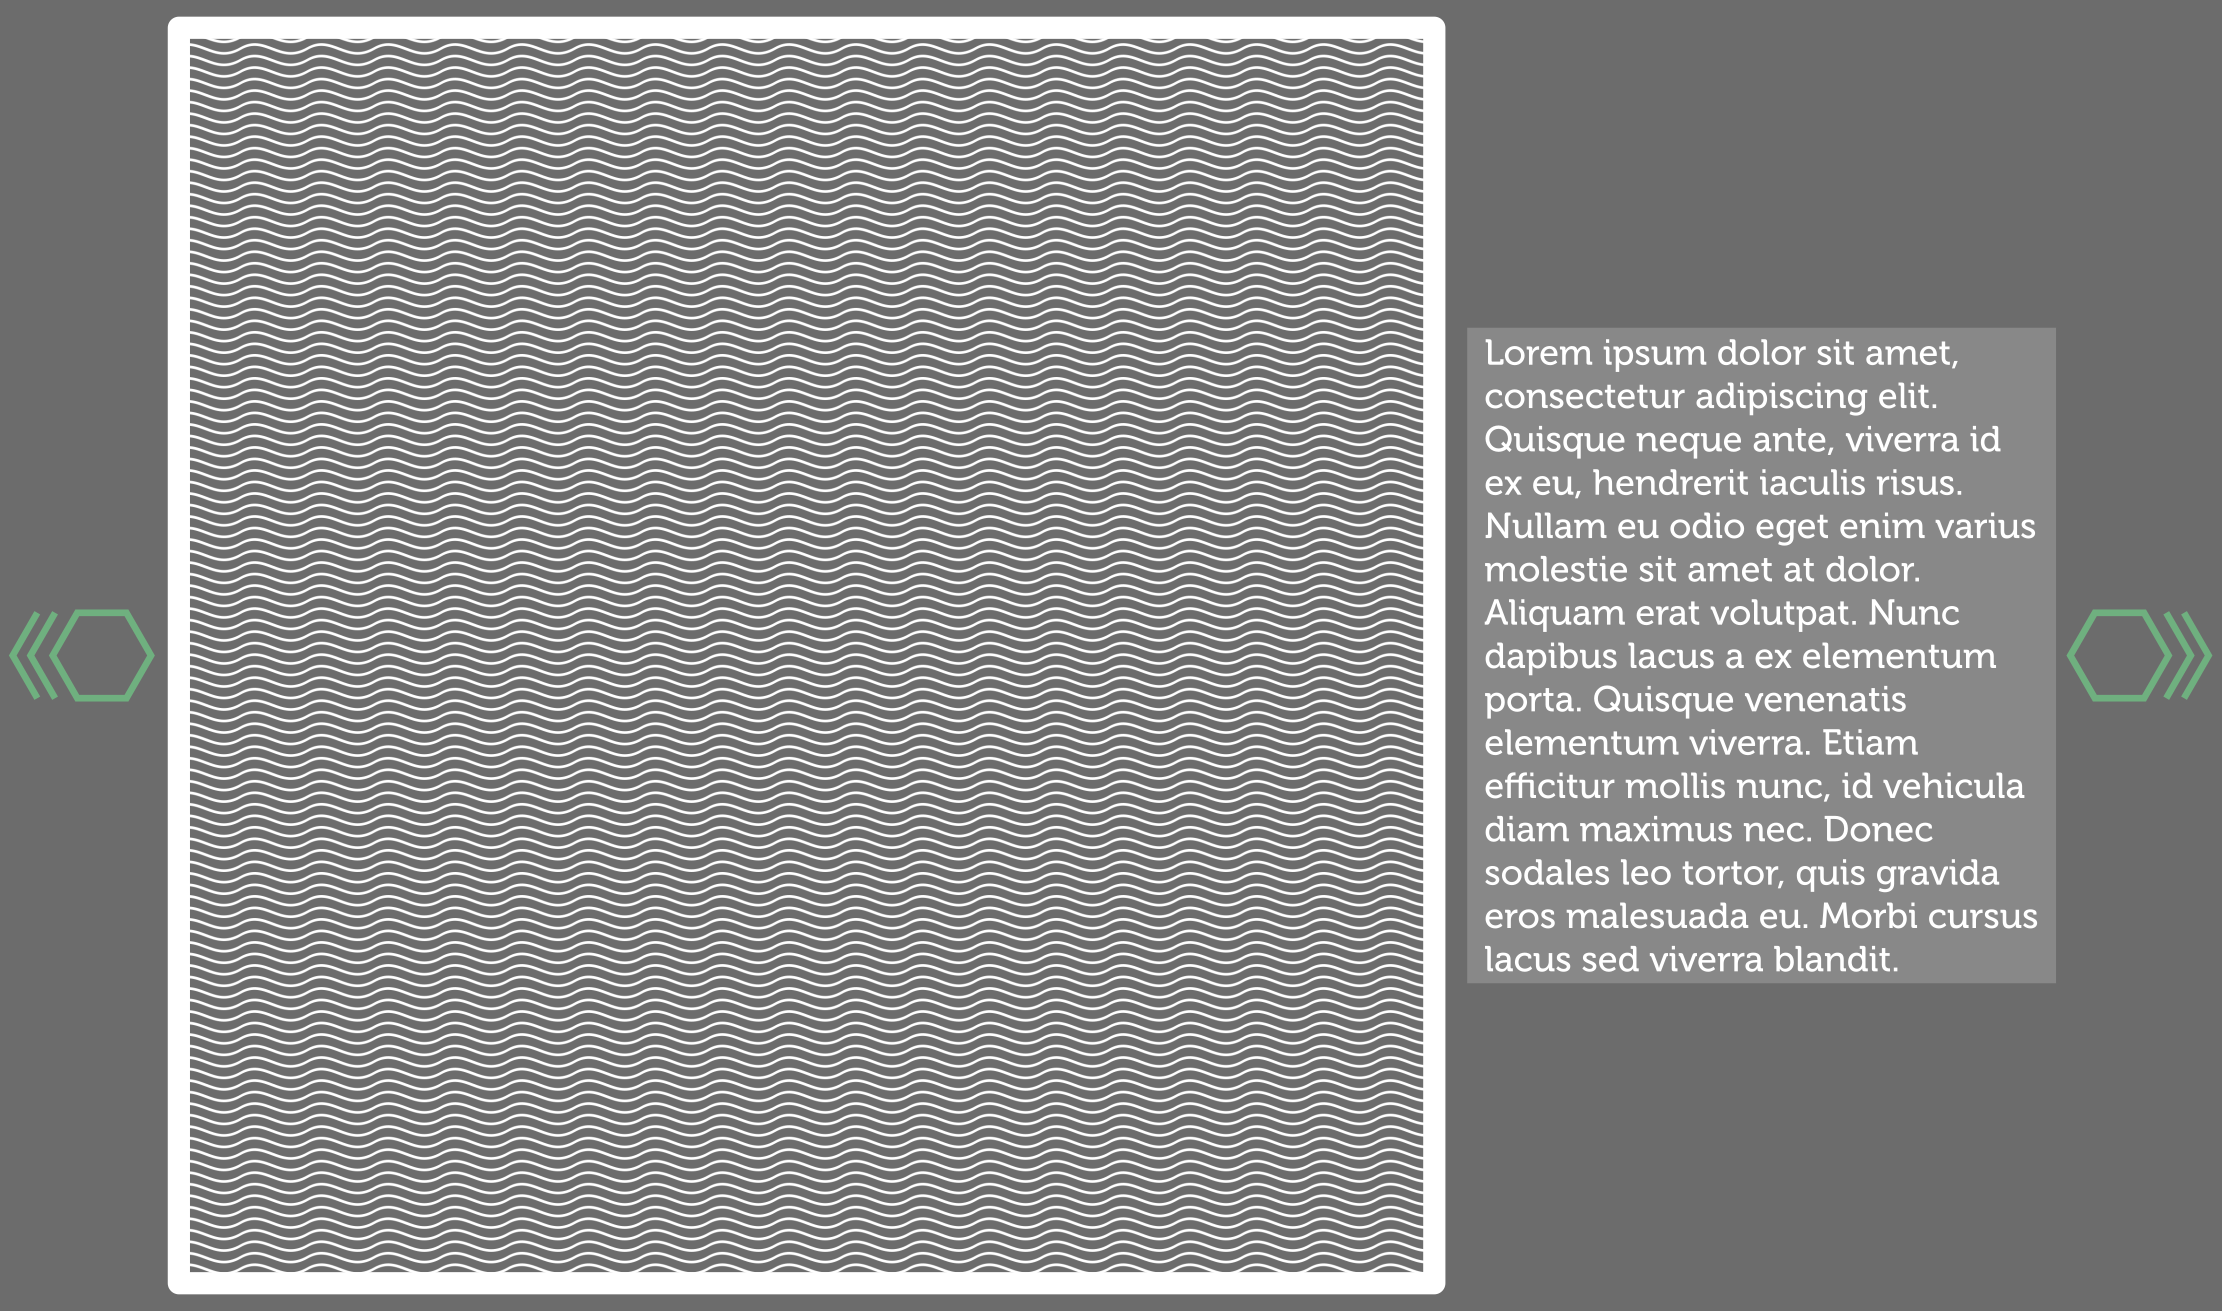 Lorem ipsum dolor sit amet,
consectetur adipiscing elit.
Quisque neque ante, viverra id
ex eu, hendrerit iaculis risus.
Nullam eu odio eget enim varius
molestie sit amet at dolor.
Aliquam erat volutpat. Nunc
dapibus lacus a ex elementum
porta. Quisque venenatis
elementum viverra. Etiam
efficitur mollis nunc, id vehicula
diam maximus nec. Donec
sodales leo tortor, quis gravida
eros malesuada eu. Morbi cursus
lacus sed viverra blandit.